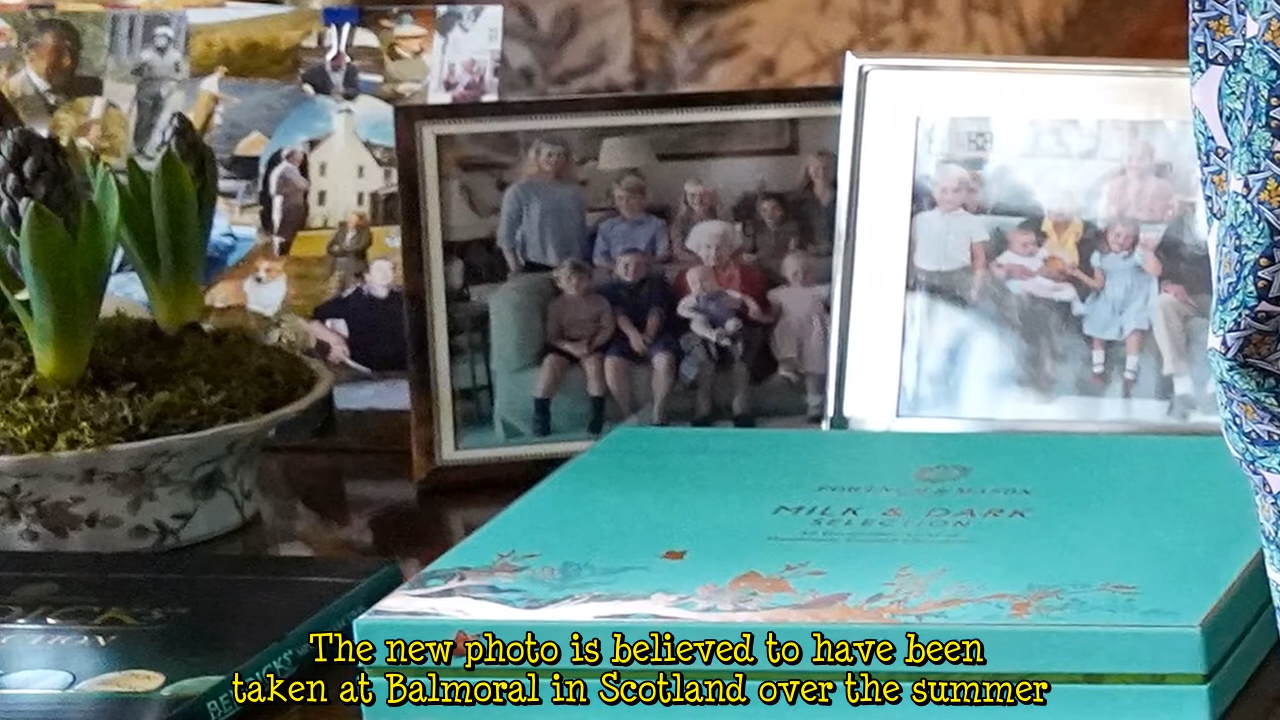 FORTNUM & MASON
MILK & DARK
SELECTION
BENDICKS
The new photo is believed to have been
taken at Balmoral in Scotland over the summer